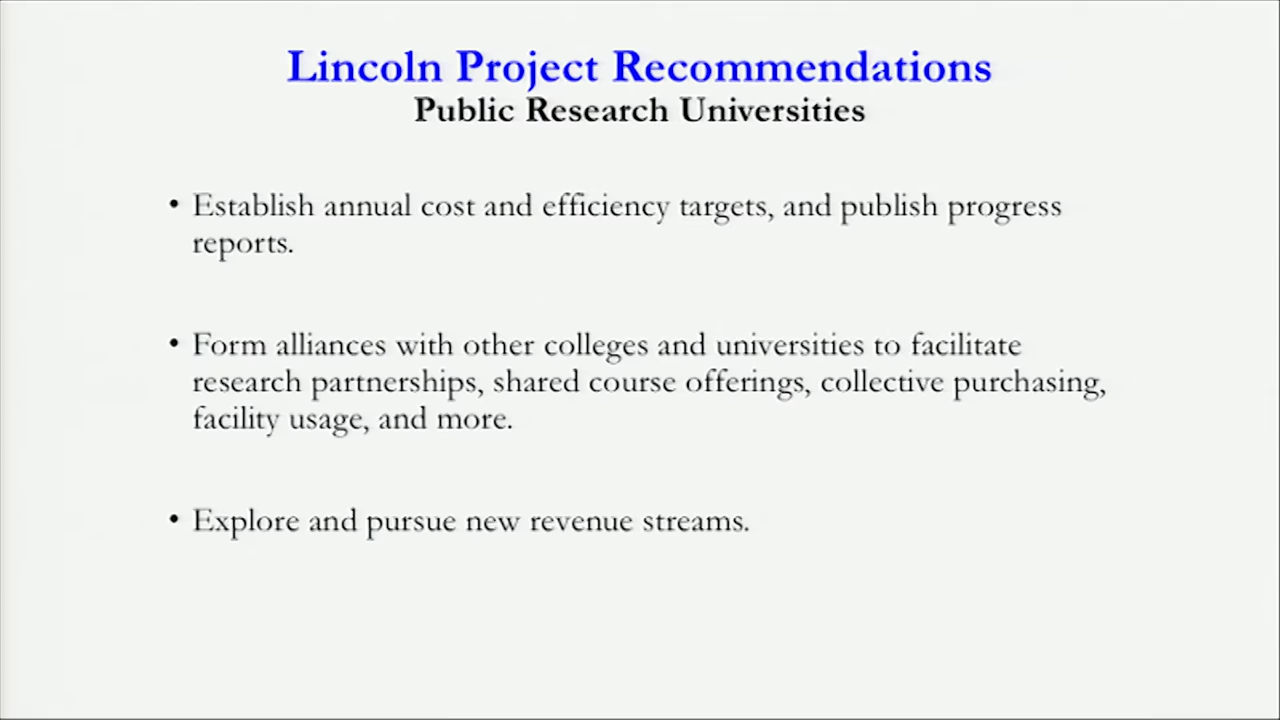 Lincoln Project Recommendations
Public Research Universities
• Establish annual cost and efficiency targets, and publish progress
reports.
• Form alliances with other colleges and universities to facilitate
research partnerships, shared course offerings, collective purchasing,
facility usage, and more.
• Explore and pursue new revenue streams.